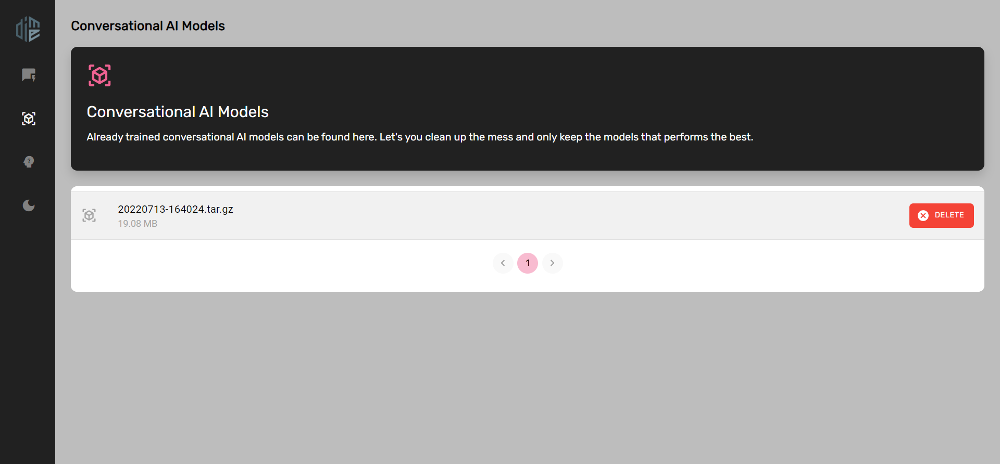 dime
Conversational AI Models
Conversational AI Models
Already trained conversational AI models can be found here. Let's you clean up the mess and only keep the models that performs the best.
20220713-164024.tar.gz
19.08 MB
DELETE
1
?